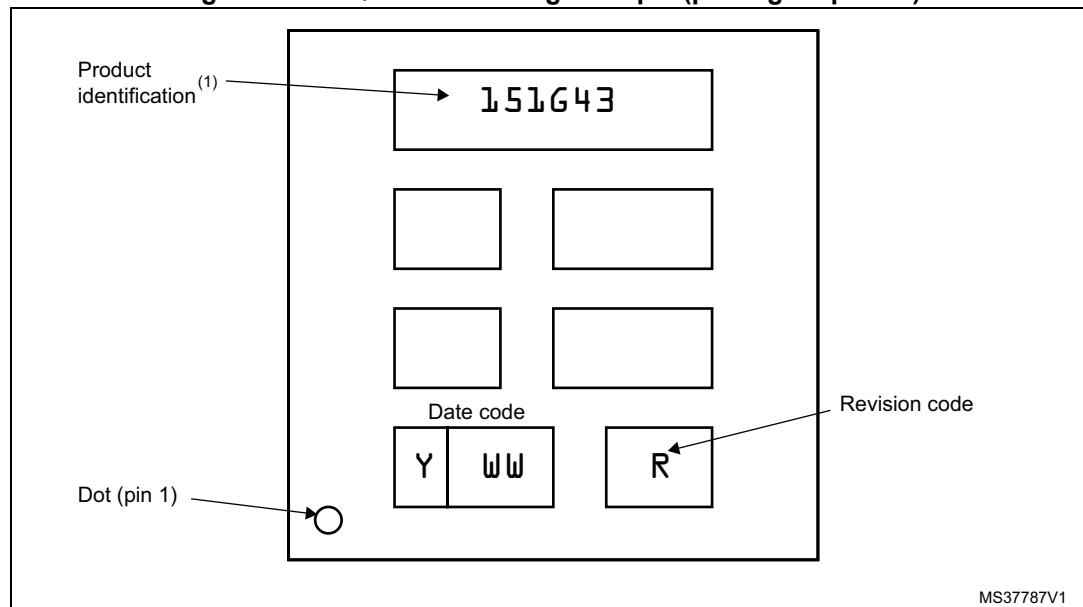 Product
identification(1)
151G43
Date code
Y WW
R
Revision code
Dot (pin 1)
MS37787V1